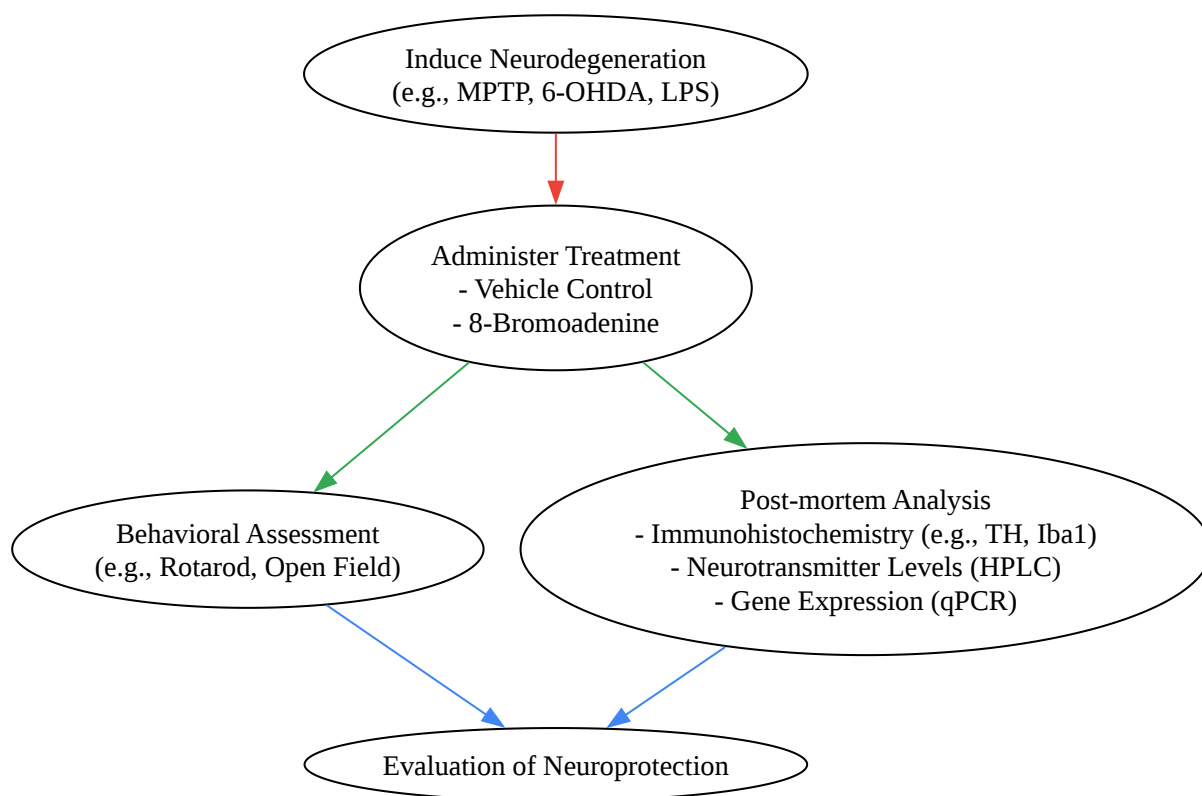 Induce Neurodegeneration
(e.g., MPTP, 6-OHDA, LPS)
Administer Treatment
- Vehicle Control
- 8-Bromoadenine
Behavioral Assessment
(e.g., Rotarod, Open Field)
Post-mortem Analysis
- Immunohistochemistry (e.g., TH, Iba1)
- Neurotransmitter Levels (HPLC)
- Gene Expression (qPCR)
Evaluation of Neuroprotection